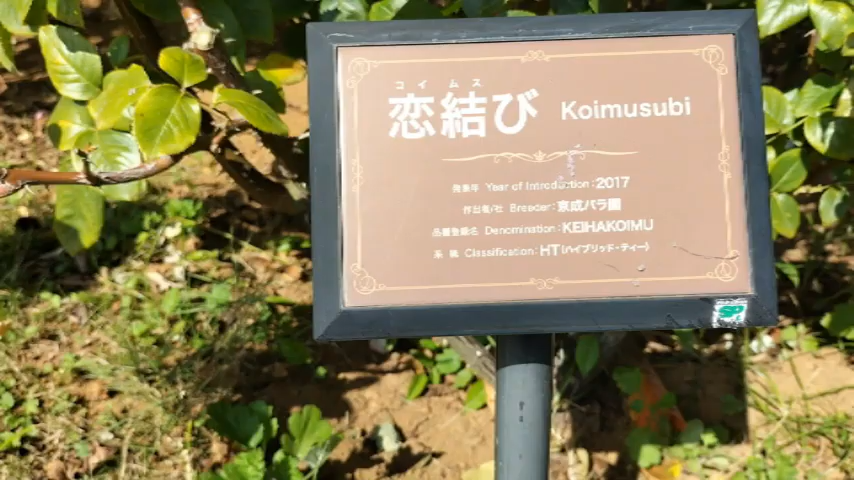 コイムス
恋結び Koimusubi
発表年 Year of Introduction : 2017
作出者/社 Breeder : 京成バラ園
品種登録名 Denomination : KEIHAKOIMU
系統 Classification : HT (ハイブリッド・ティー)